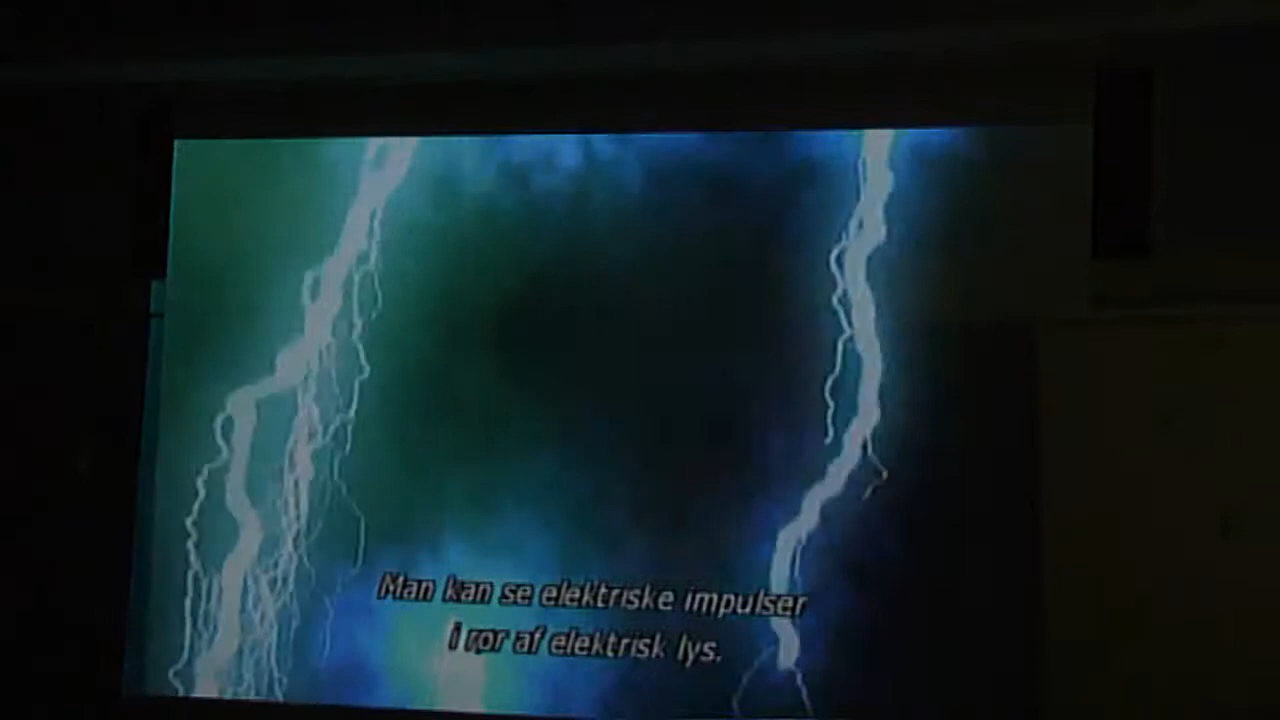 Man kan se elektriske impulser
i rør af elektrisk lys.